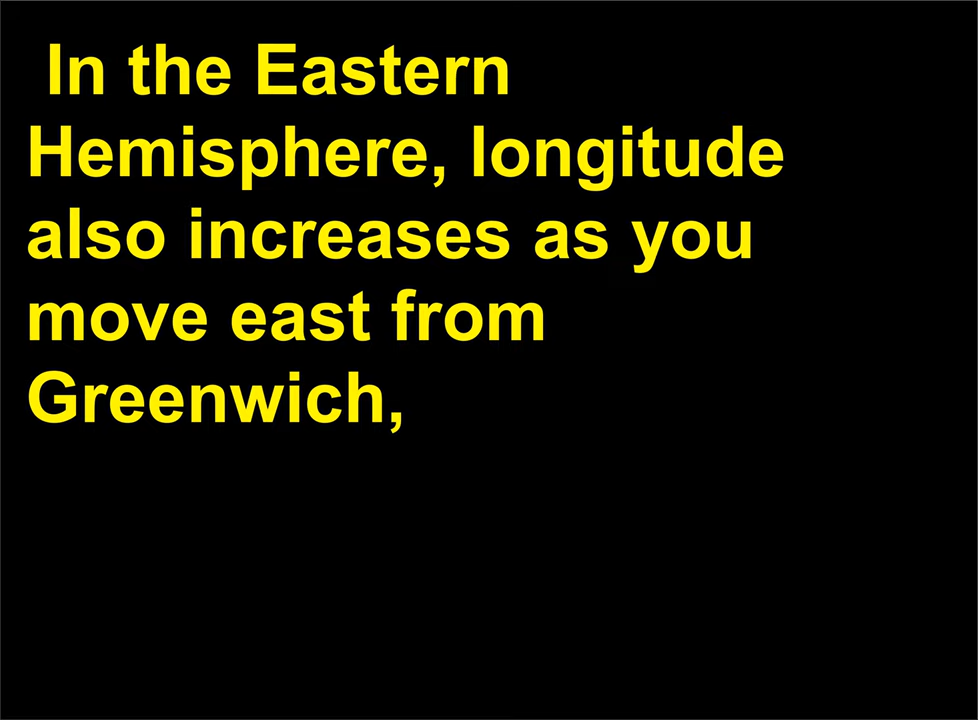 In the Eastern
Hemisphere, longitude
also increases as you
move east from
Greenwich,